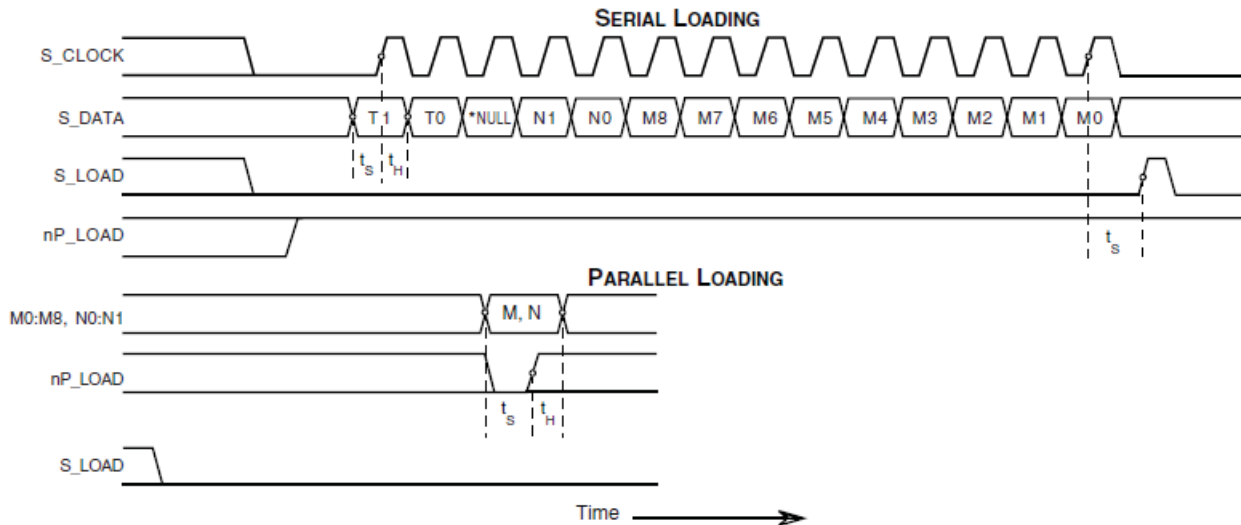 SERIAL LOADING
S_CLOCK
S_DATA T1 T0 *NULL N1 N0 M8 M7 M6 M5 M4 M3 M2 M1 M0
tS tH
S_LOAD
nP_LOAD
tS
PARALLEL LOADING
M0:M8, N0:N1 M, N
nP_LOAD
tS tH
S_LOAD
Time